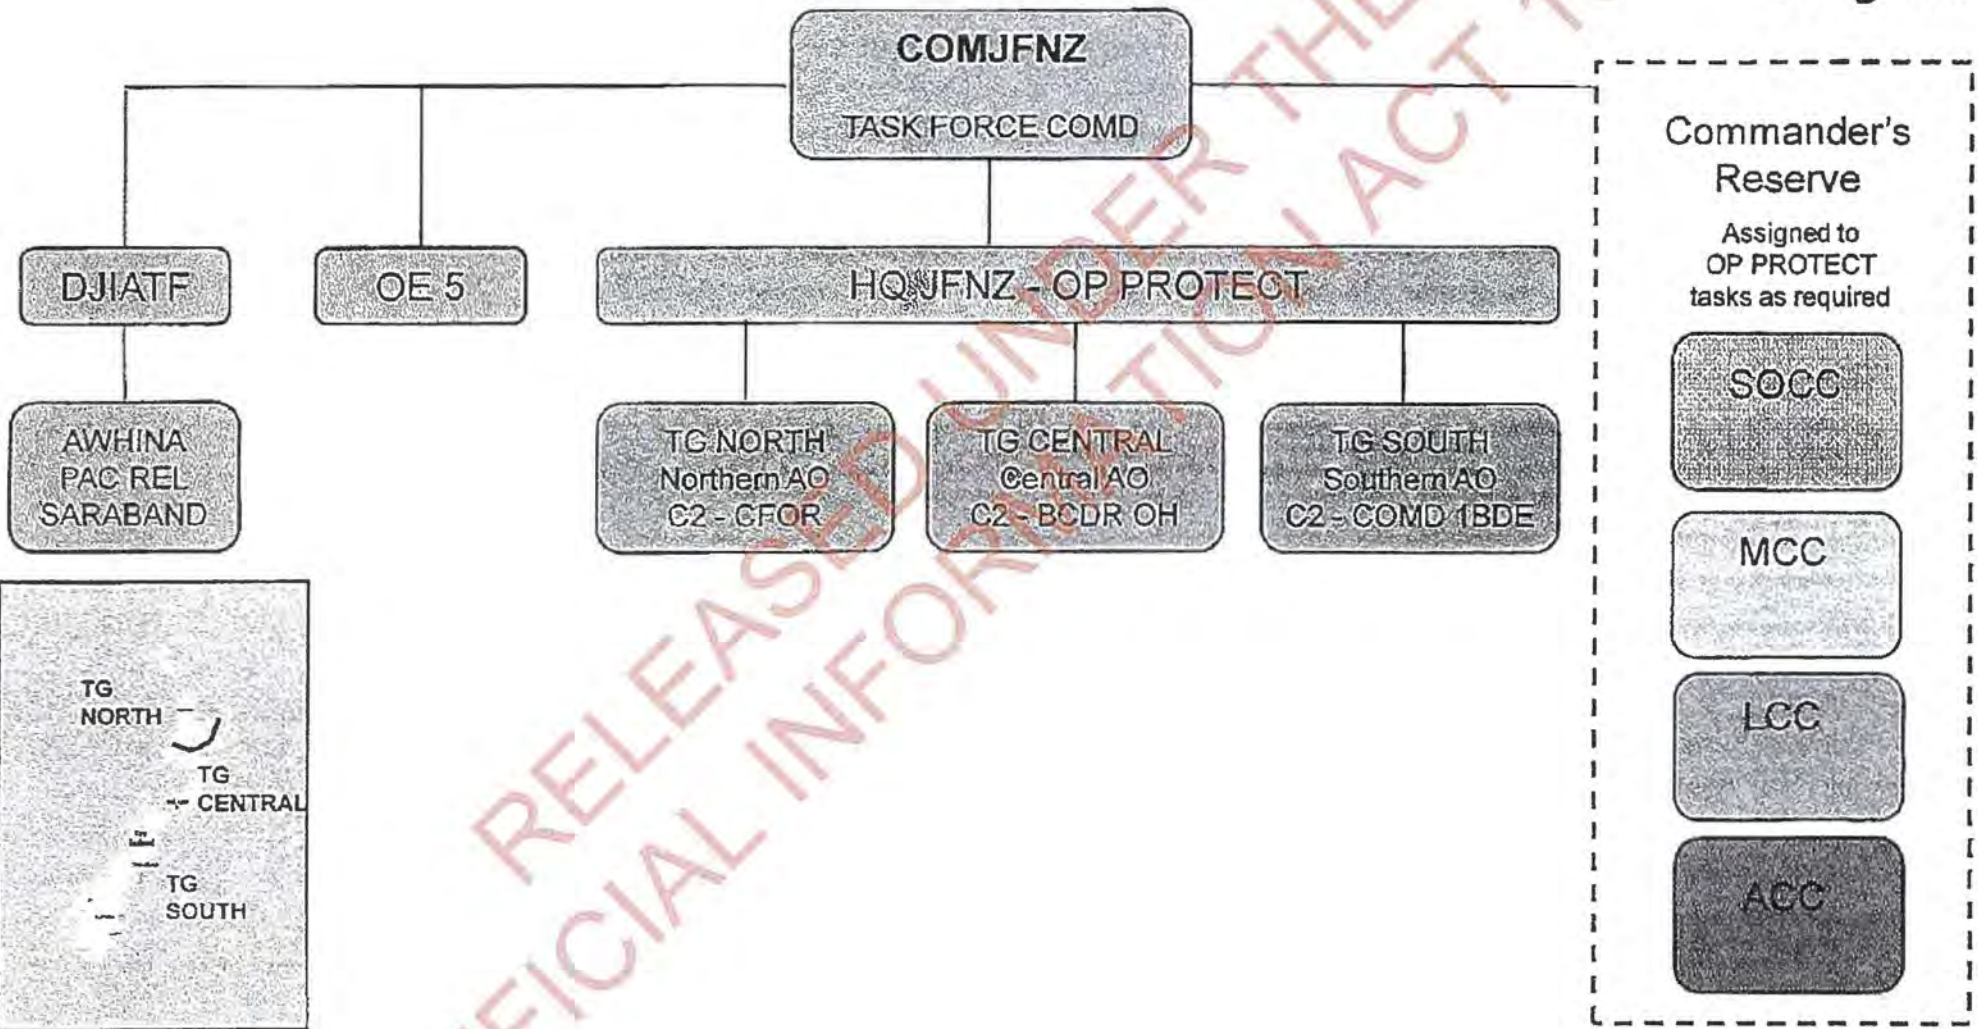 COMJFNZ
TASK FORCE COMD
DJIATF
OE 5
HQ JFNZ - OP PROTECT
AWHINA
PAC REL
SARABAND
TG NORTH
Northern AO
C2 - CFOR
TG CENTRAL
Central AO
C2 - BCDR OH
TG SOUTH
Southern AO
C2 - COMD 1BDE
Commander's
Reserve
Assigned to
OP PROTECT
tasks as required
SOCC
MCC
LCC
ACC
TG
NORTH
TG
CENTRAL
TG
SOUTH
RELEASED UNDER THE
OFFICIAL INFORMATION ACT